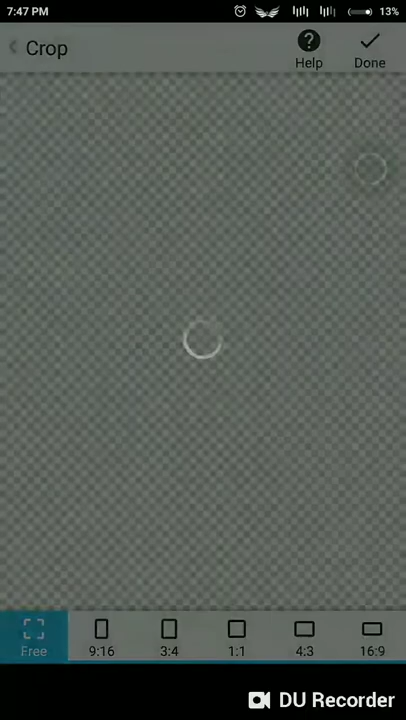 7:47 PM 13%
Crop
Help
Done
Free
9:16
3:4
1:1
4:3
16:9
DU Recorder